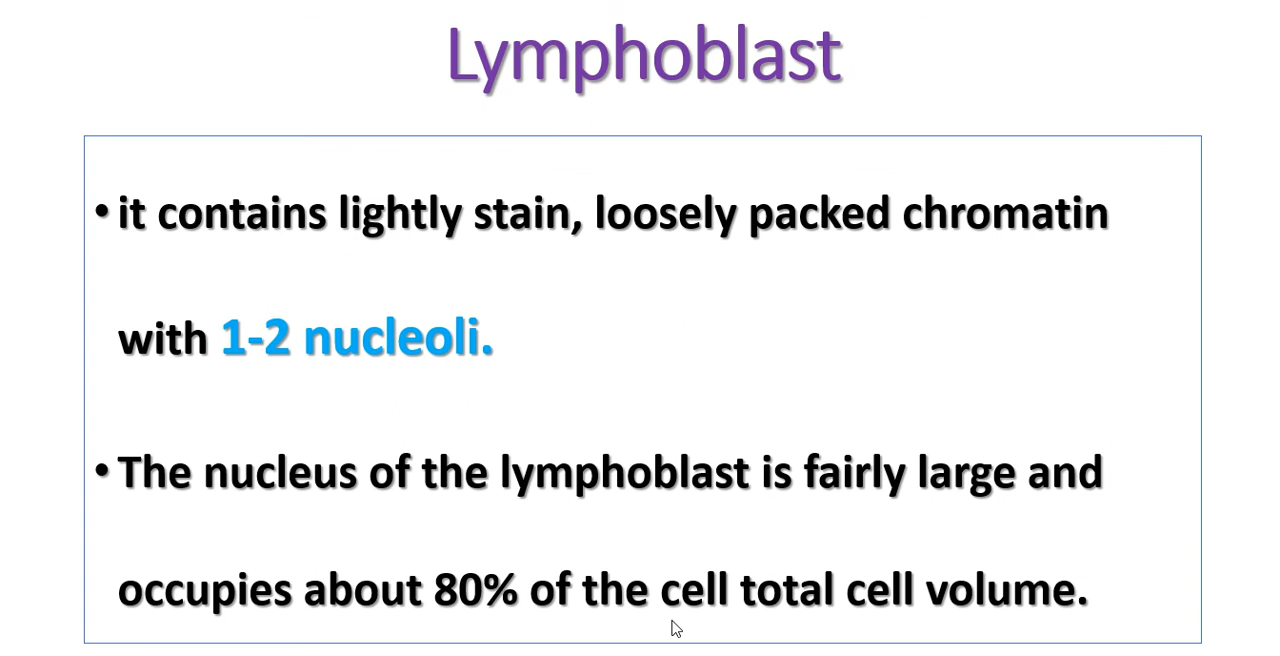 Lymphoblast
• it contains lightly stain, loosely packed chromatin
with 1-2 nucleoli.
• The nucleus of the lymphoblast is fairly large and
occupies about 80% of the cell total cell volume.